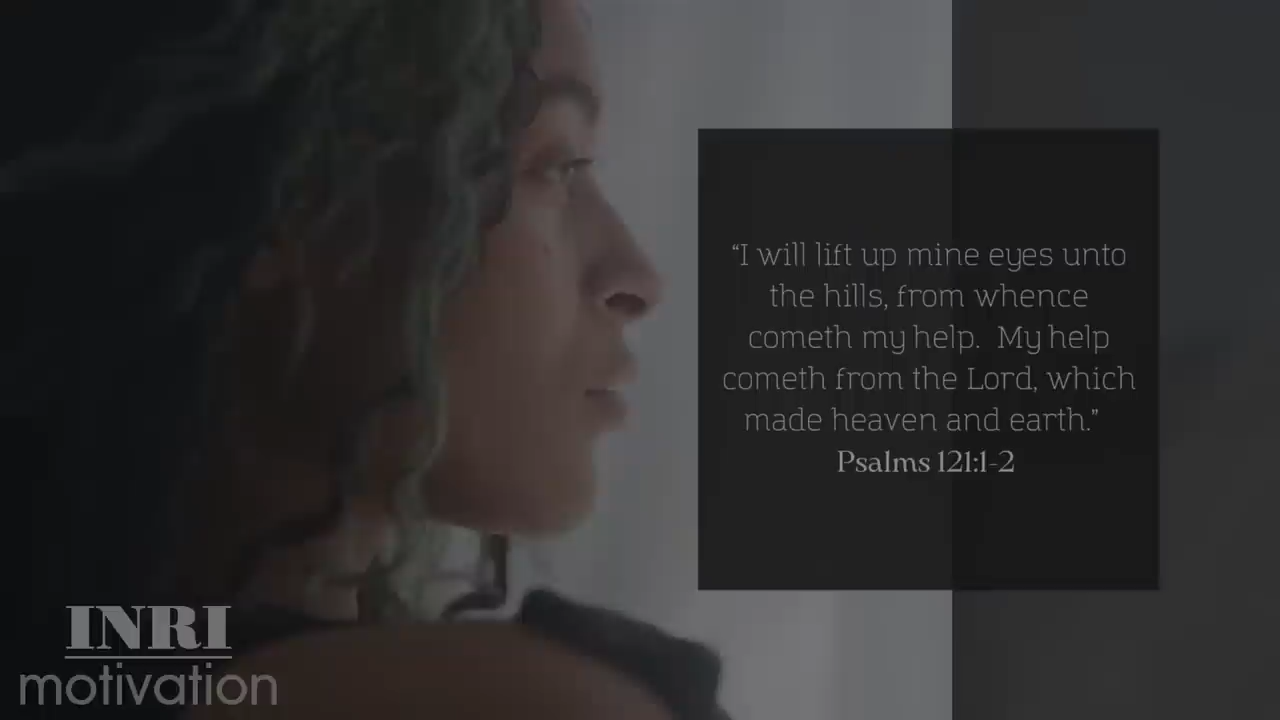 “I will lift up mine eyes unto
the hills, from whence
cometh my help.  My help
cometh from the Lord, which
made heaven and earth.”
Psalms 121:1-2
INRI
motivation